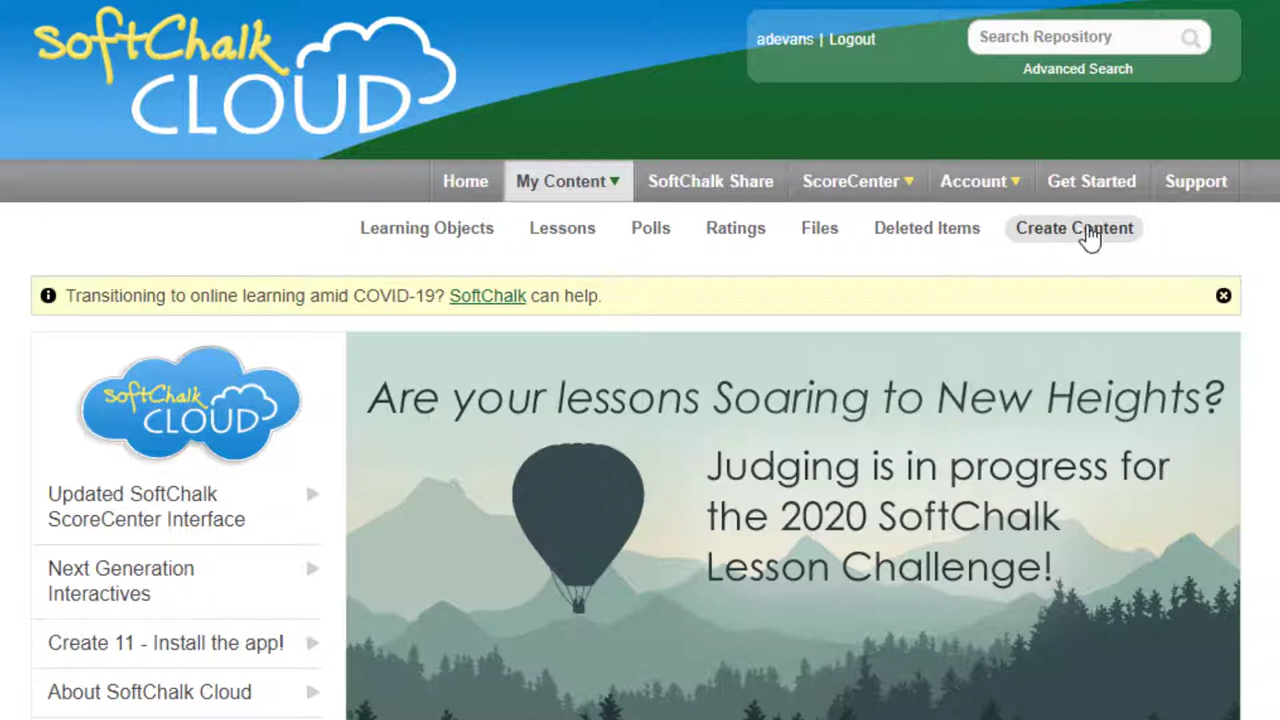 softChalk
CLOUD
adevans | Logout
Search Repository
Advanced Search
Home My Content SoftChalk Share ScoreCenter Account Get Started Support
Learning Objects Lessons Polls Ratings Files Deleted Items Create Content
Transitioning to online learning amid COVID-19? SoftChalk can help.
softChalk
CLOUD
Updated SoftChalk
ScoreCenter Interface
Next Generation
Interactives
Create 11 - Install the app!
About SoftChalk Cloud
Are your lessons Soaring to New Heights?
Judging is in progress for
the 2020 SoftChalk
Lesson Challenge!